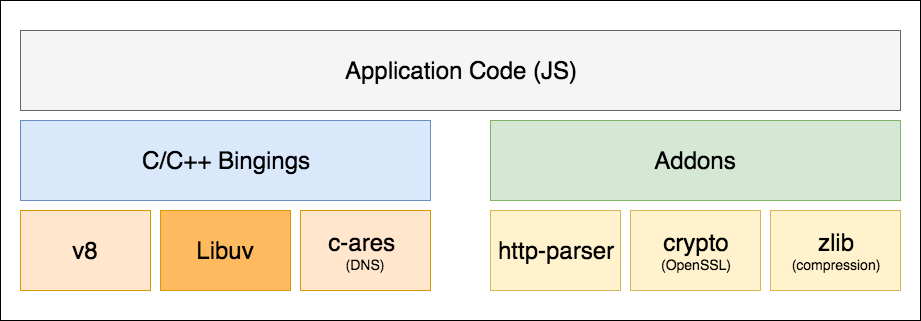 Application Code (JS)
C/C++ Bingings
Addons
v8
Libuv
c-ares
(DNS)
http-parser
crypto
(OpenSSL)
zlib
(compression)